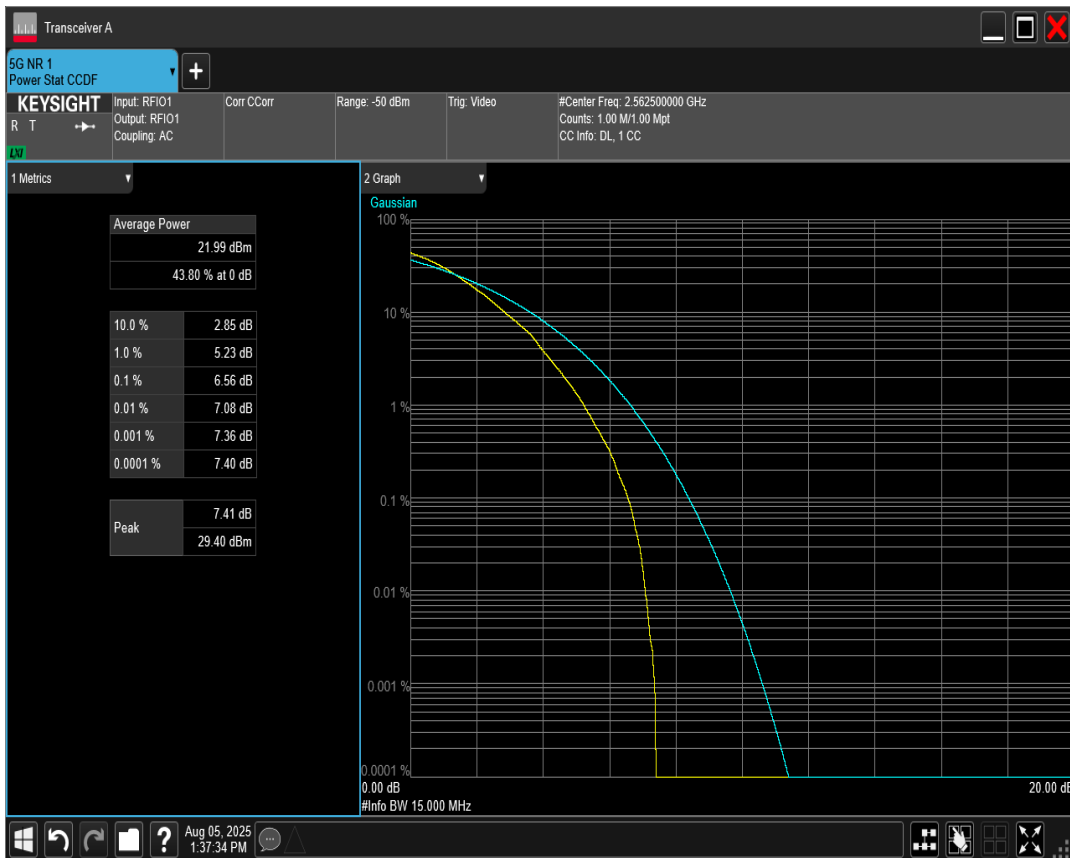 Transceiver A
5G NR 1
Power Stat CCDF
KEYSIGHT
R T
LXI
Input: RFIO1
Output: RFIO1
Coupling: AC
Corr CCorr
Range: -50 dBm
Trig: Video
#Center Freq: 2.562500000 GHz
Counts: 1.00 M/1.00 Mpt
CC Info: DL, 1 CC
1 Metrics
Average Power
21.99 dBm
43.80 % at 0 dB
10.0 % 2.85 dB
1.0 % 5.23 dB
0.1 % 6.56 dB
0.01 % 7.08 dB
0.001 % 7.36 dB
0.0001 % 7.40 dB
Peak
7.41 dB
29.40 dBm
2 Graph
Gaussian
100 %
10 %
1 %
0.1 %
0.01 %
0.001 %
0.0001 %
0.00 dB 20.00 dB
#Info BW 15.000 MHz
?
Aug 05, 2025
1:37:34 PM